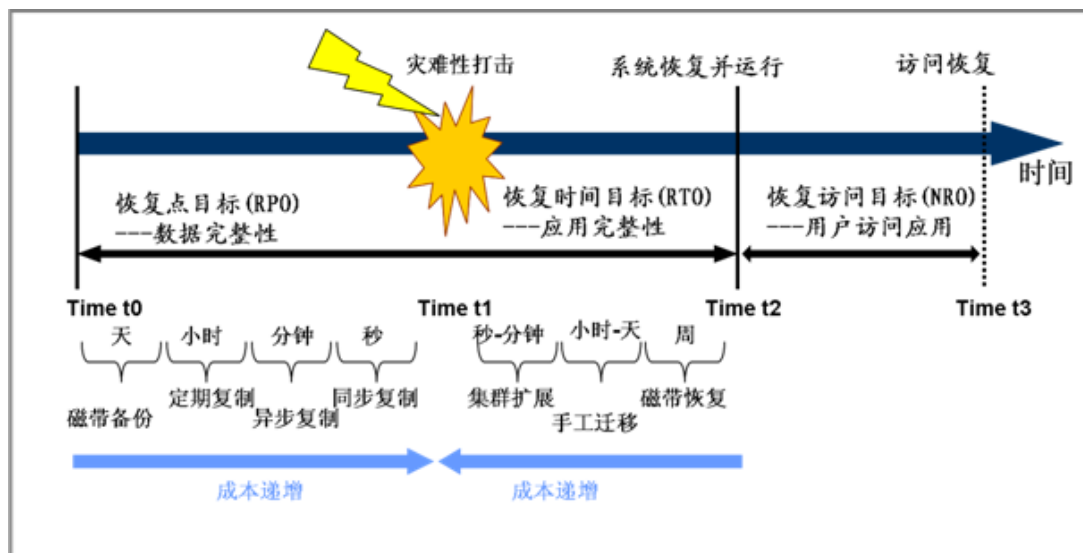 灾难性打击
系统恢复并运行
访问恢复
时间
恢复点目标(RPO)
---数据完整性
恢复时间目标(RTO)
---应用完整性
恢复访问目标(NRO)
---用户访问应用
Time t0
Time t1
Time t2
Time t3
天
小时
分钟
秒
秒-分钟
小时-天
周
磁带备份
定期复制
异步复制
同步复制
集群扩展
手工迁移
磁带恢复
成本递增
成本递增